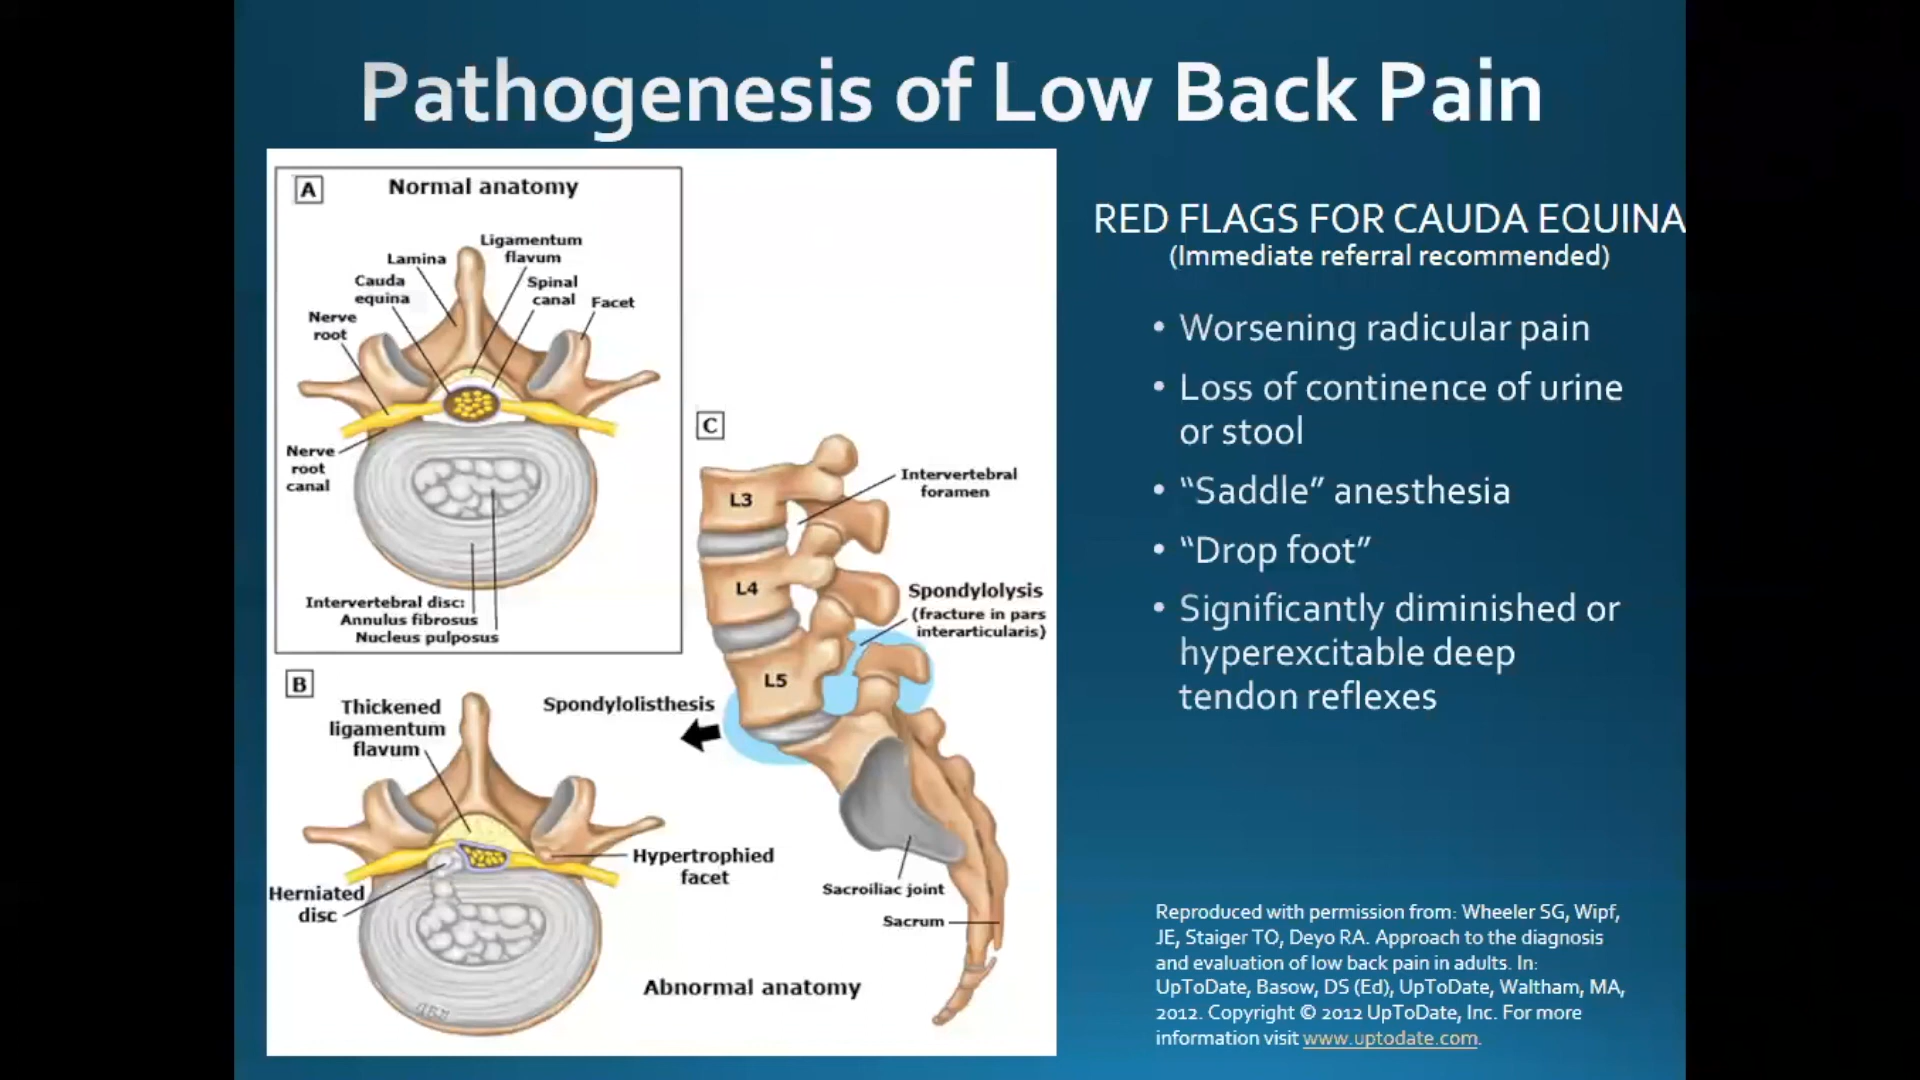 Pathogenesis of Low Back Pain
A
Normal anatomy
Ligamentum
flavum
Lamina
Cauda
equina
Spinal
canal
Facet
Nerve
root
Nerve
root
canal
Intervertebral disc:
Annulus fibrosus
Nucleus pulposus
B
Thickened
ligamentum
flavum
Herniated
disc
Hypertrophied
facet
Abnormal anatomy
C
L3
L4
L5
Intervertebral
foramen
Spondylolysis
(fracture in pars
interarticularis)
Spondylolisthesis
Sacroiliac joint
Sacrum
RED FLAGS FOR CAUDA EQUINA
(Immediate referral recommended)
• Worsening radicular pain
• Loss of continence of urine
or stool
• “Saddle” anesthesia
• “Drop foot”
• Significantly diminished or
hyperexcitable deep
tendon reflexes
Reproduced with permission from: Wheeler SG, Wipf,
JE, Staiger TO, Deyo RA. Approach to the diagnosis
and evaluation of low back pain in adults. In:
UpToDate, Basow, DS (Ed), UpToDate, Waltham, MA,
2012. Copyright © 2012 UpToDate, Inc. For more
information visit www.uptodate.com.